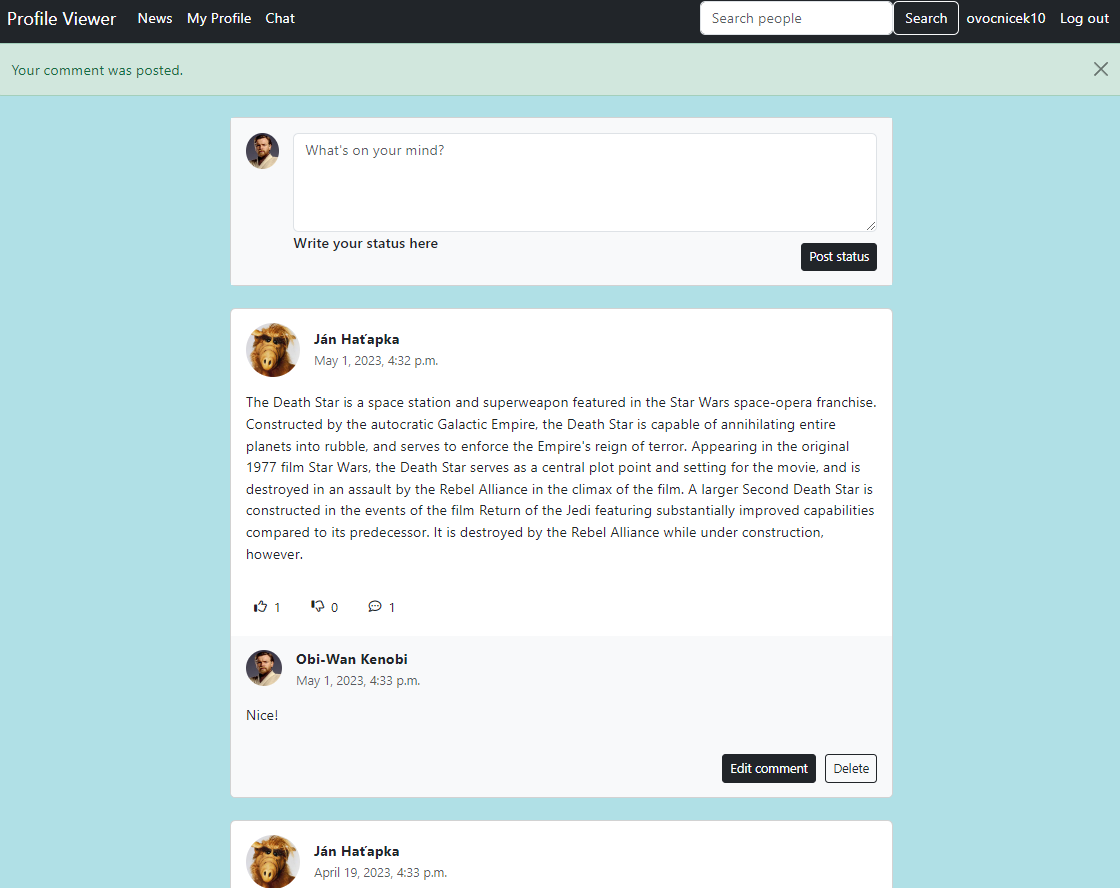 Profile Viewer News My Profile Chat Search people Search ovocnicek10 Log out
Your comment was posted.
What's on your mind?
Write your status here
Post status
Ján Haťapka
May 1, 2023, 4:32 p.m.
The Death Star is a space station and superweapon featured in the Star Wars space-opera franchise.
Constructed by the autocratic Galactic Empire, the Death Star is capable of annihilating entire
planets into rubble, and serves to enforce the Empire's reign of terror. Appearing in the original
1977 film Star Wars, the Death Star serves as a central plot point and setting for the movie, and is
destroyed in an assault by the Rebel Alliance in the climax of the film. A larger Second Death Star is
constructed in the events of the film Return of the Jedi featuring substantially improved capabilities
compared to its predecessor. It is destroyed by the Rebel Alliance while under construction,
however.
1 0 1
Obi-Wan Kenobi
May 1, 2023, 4:33 p.m.
Nice!
Edit comment Delete
Ján Haťapka
April 19, 2023, 4:33 p.m.